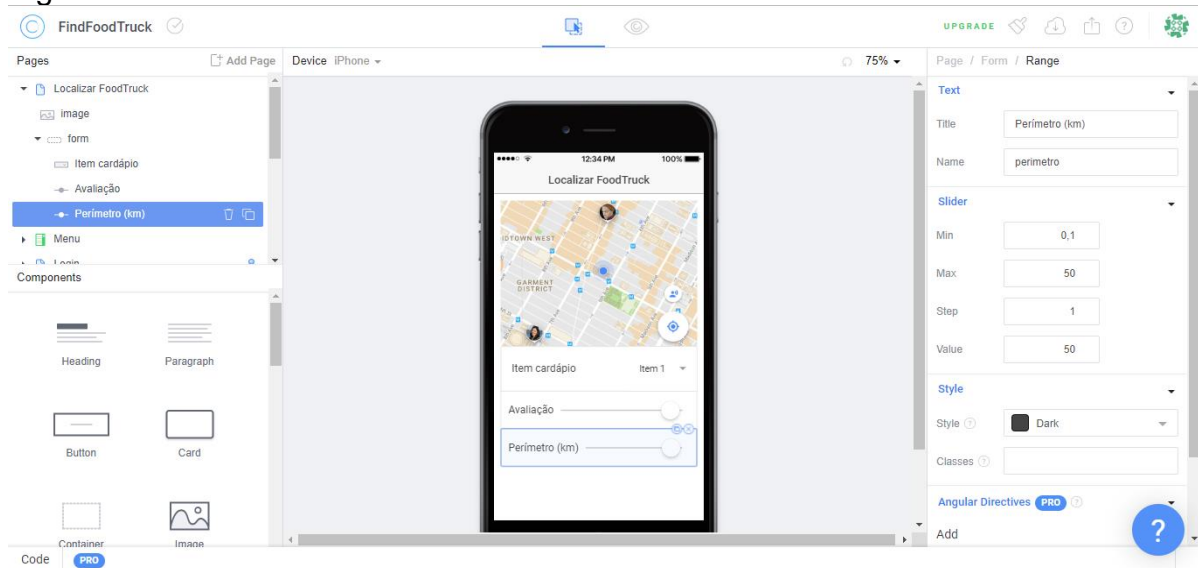 FindFoodTruck
UPGRADE
Pages
Add Page
Device iPhone
75%
Page / Form / Range
Localizar FoodTruck
image
form
Item cardápio
Avaliação
Perímetro (km)
Menu
Login
Components
Heading
Paragraph
Button
Card
Container
Image
12:34 PM
100%
Localizar FoodTruck
IDTOWN WEST
GARMENT
DISTRICT
Item cardápio
Item 1
Avaliação
Perímetro (km)
Text
Title
Perímetro (km)
Name
perimetro
Slider
Min
0,1
Max
50
Step
1
Value
50
Style
Style
Dark
Classes
Angular Directives PRO
Add
?
Code
PRO